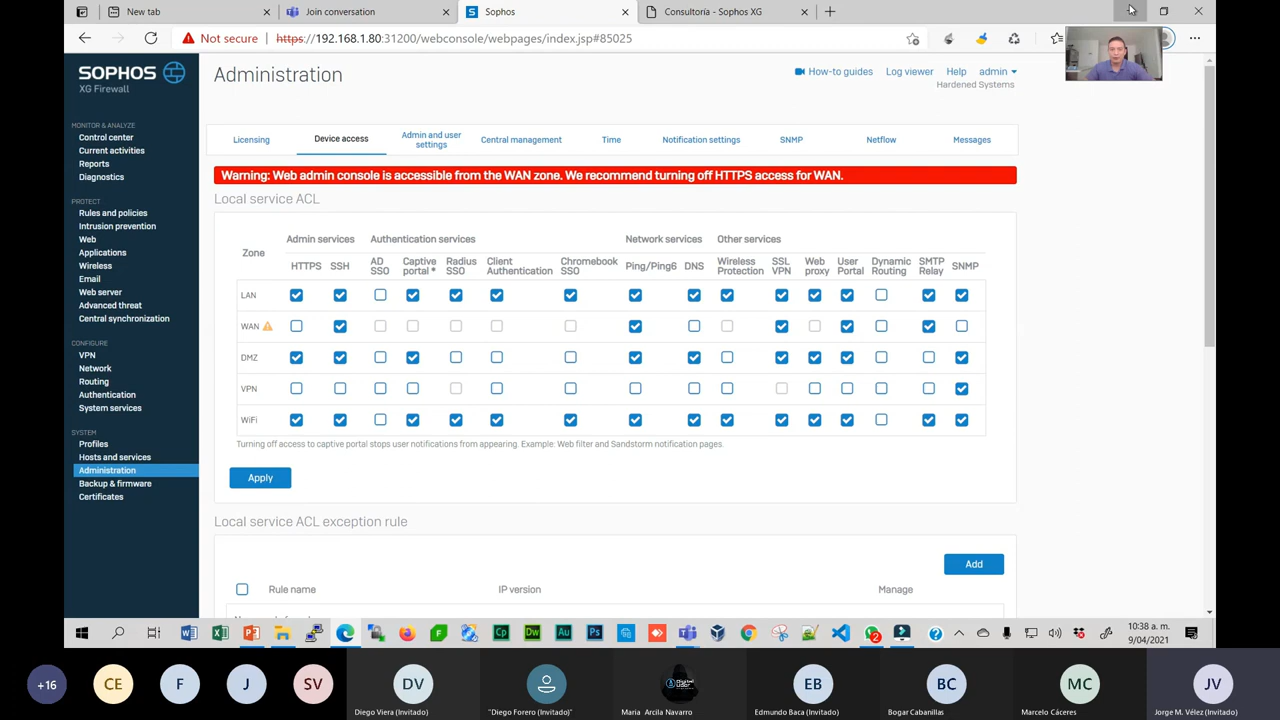 New tab
Join conversation
Sophos
Consultoría - Sophos XG
Not secure
https://192.168.1.80:31200/webconsole/webpages/index.jsp#85025
SOPHOS
XG Firewall
Administration
How-to guides
Log viewer
Help
admin
Hardened Systems
MONITOR & ANALYZE
Control center
Current activities
Reports
Diagnostics
PROTECT
Rules and policies
Intrusion prevention
Web
Applications
Wireless
Email
Web server
Advanced threat
Central synchronization
CONFIGURE
VPN
Network
Routing
Authentication
System services
SYSTEM
Profiles
Hosts and services
Administration
Backup & firmware
Certificates
Licensing
Device access
Admin and user
settings
Central management
Time
Notification settings
SNMP
Netflow
Messages
Warning: Web admin console is accessible from the WAN zone. We recommend turning off HTTPS access for WAN.
Local service ACL
Zone
Admin services
Authentication services
Network services
Other services
HTTPS
SSH
AD
SSO
Captive
portal *
Radius
SSO
Client
Authentication
Chromebook
SSO
Ping/Ping6
DNS
Wireless
Protection
SSL
VPN
Web
proxy
User
Portal
Dynamic
Routing
SMTP
Relay
SNMP
LAN
WAN
DMZ
VPN
WiFi
Turning off access to captive portal stops user notifications from appearing. Example: Web filter and Sandstorm notification pages.
Apply
Local service ACL exception rule
Add
Rule name
IP version
Manage
10:38 a. m.
9/04/2021
+16
CE
F
J
SV
DV
Diego Viera (Invitado)
"Diego Forero (Invitado)"
Maria Arcila Navarro
EB
Edmundo Baca (Invitado)
BC
Bogar Cabanillas
MC
Marcelo Cáceres
JV
Jorge M. Vélez (Invitado)